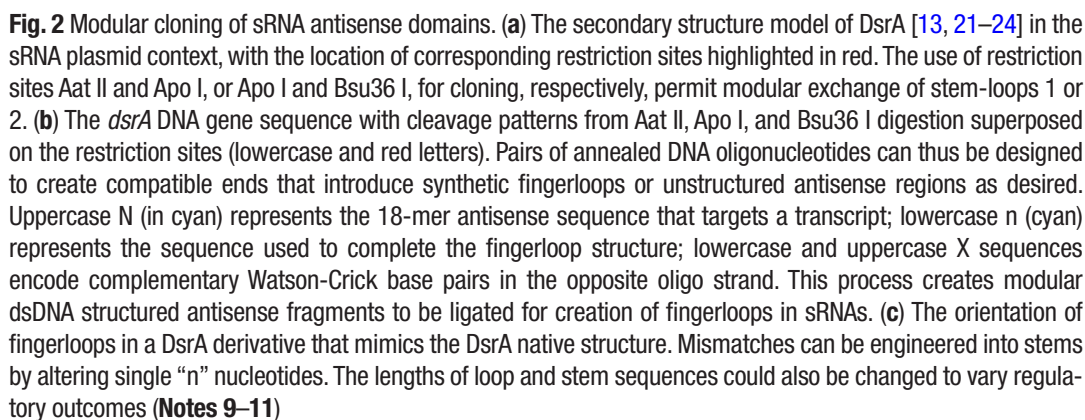 Fig. 2 Modular cloning of sRNA antisense domains. (a) The secondary structure model of DsrA [13, 21–24] in the
sRNA plasmid context, with the location of corresponding restriction sites highlighted in red. The use of restriction
sites Aat II and Apo I, or Apo I and Bsu36 I, for cloning, respectively, permit modular exchange of stem-loops 1 or
2. (b) The dsrA DNA gene sequence with cleavage patterns from Aat II, Apo I, and Bsu36 I digestion superposed
on the restriction sites (lowercase and red letters). Pairs of annealed DNA oligonucleotides can thus be designed
to create compatible ends that introduce synthetic fingerloops or unstructured antisense regions as desired.
Uppercase N (in cyan) represents the 18-mer antisense sequence that targets a transcript; lowercase n (cyan)
represents the sequence used to complete the fingerloop structure; lowercase and uppercase X sequences
encode complementary Watson-Crick base pairs in the opposite oligo strand. This process creates modular
dsDNA structured antisense fragments to be ligated for creation of fingerloops in sRNAs. (c) The orientation of
fingerloops in a DsrA derivative that mimics the DsrA native structure. Mismatches can be engineered into stems
by altering single “n” nucleotides. The lengths of loop and stem sequences could also be changed to vary regula-
tory outcomes (Notes 9–11)